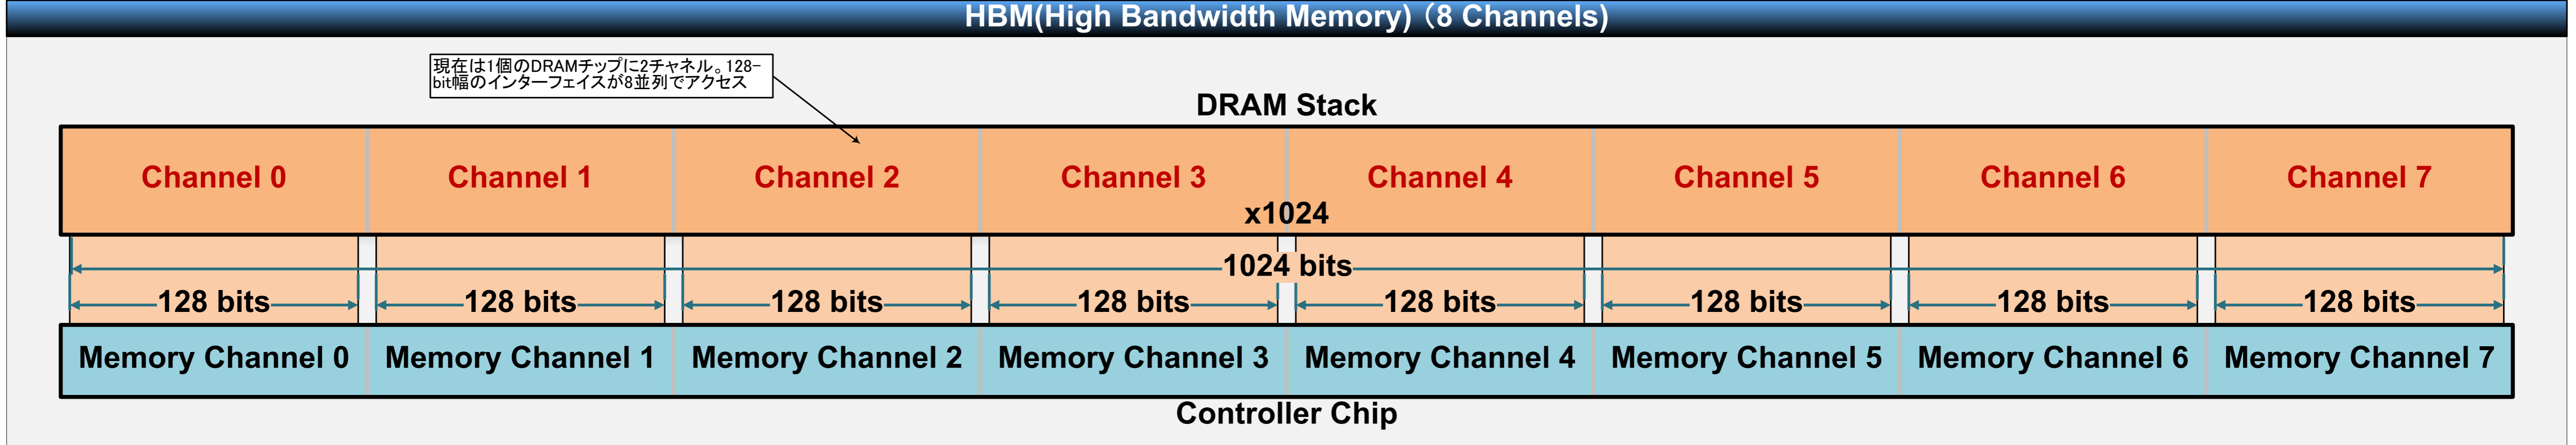 HBM(High Bandwidth Memory) (8 Channels)
現在は1個のDRAMチップに2チャネル。128-
bit幅のインターフェイスが8並列でアクセス
DRAM Stack
Channel 0 Channel 1 Channel 2 Channel 3 Channel 4 Channel 5 Channel 6 Channel 7
x1024
1024 bits
128 bits 128 bits 128 bits 128 bits 128 bits 128 bits 128 bits 128 bits
Memory Channel 0 Memory Channel 1 Memory Channel 2 Memory Channel 3 Memory Channel 4 Memory Channel 5 Memory Channel 6 Memory Channel 7
Controller Chip